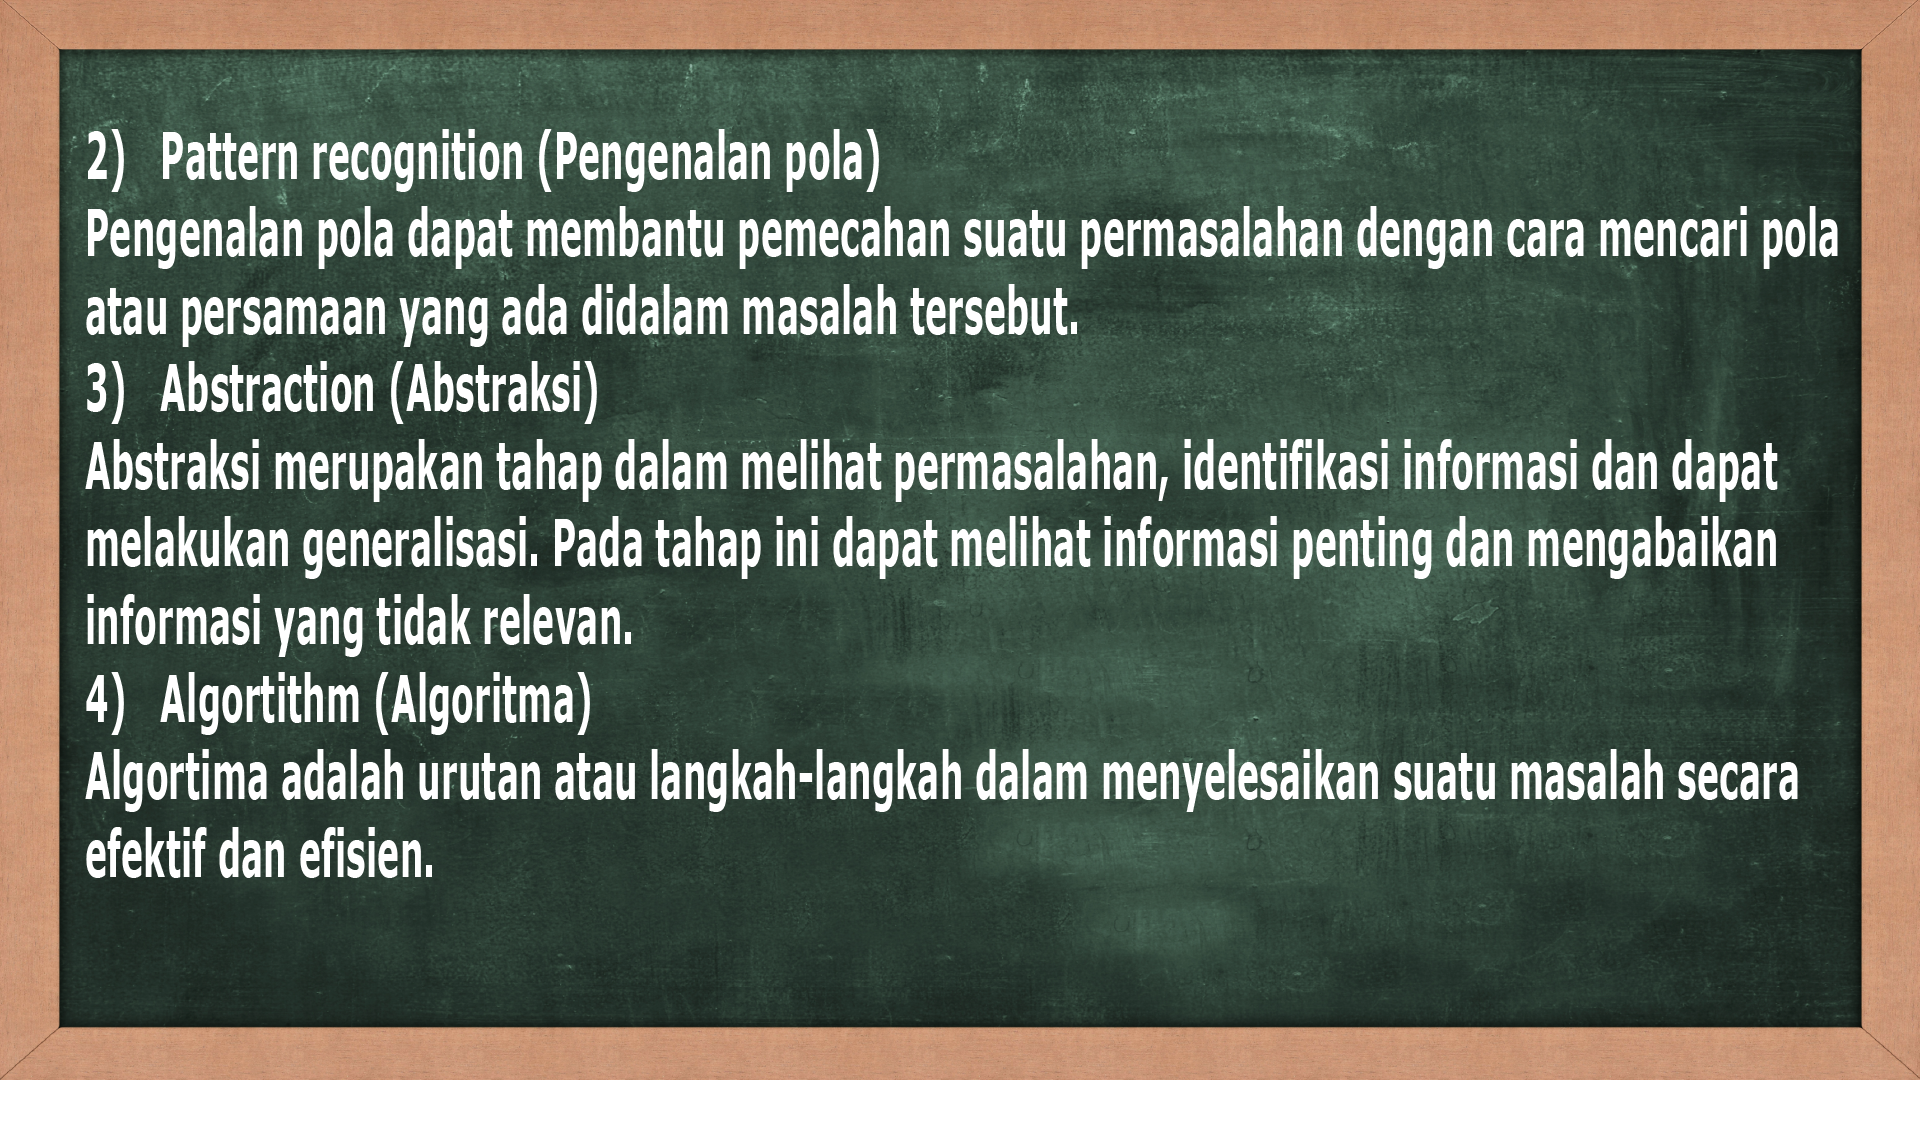 2) Pattern recognition (Pengenalan pola)
Pengenalan pola dapat membantu pemecahan suatu permasalahan dengan cara mencari pola
atau persamaan yang ada didalam masalah tersebut.
3) Abstraction (Abstraksi)
Abstraksi merupakan tahap dalam melihat permasalahan, identifikasi informasi dan dapat
melakukan generalisasi. Pada tahap ini dapat melihat informasi penting dan mengabaikan
informasi yang tidak relevan.
4) Algortithm (Algoritma)
Algortima adalah urutan atau langkah-langkah dalam menyelesaikan suatu masalah secara
efektif dan efisien.